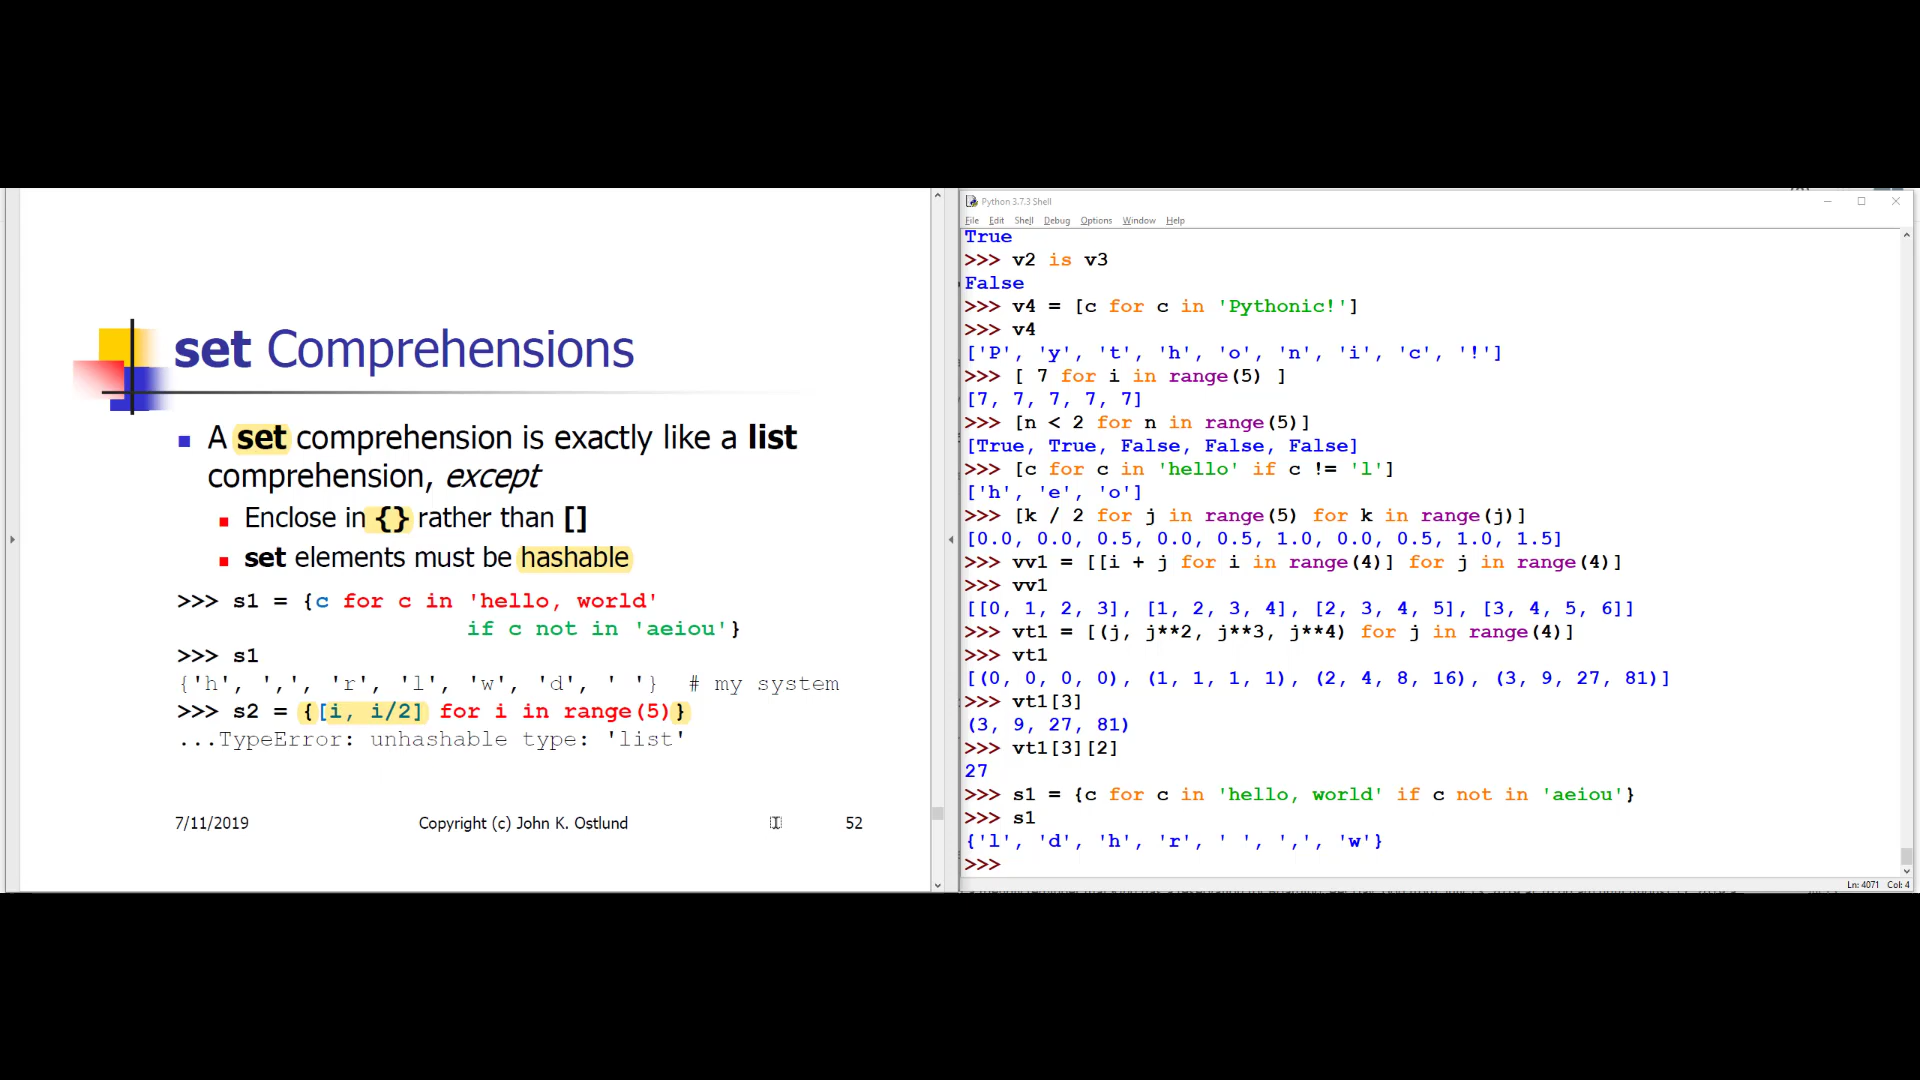 set Comprehensions
A set comprehension is exactly like a list
comprehension, except
Enclose in {} rather than []
set elements must be hashable
>>> s1 = {c for c in 'hello, world'
if c not in 'aeiou'}
>>> s1
{'h', ',', 'r', 'l', 'w', 'd', ' '}  # my system
>>> s2 = {[i, i/2] for i in range(5)}
...TypeError: unhashable type: 'list'
7/11/2019
Copyright (c) John K. Ostlund
52
Python 3.7.3 Shell
File Edit Shell Debug Options Window Help
True
>>> v2 is v3
False
>>> v4 = [c for c in 'Pythonic!']
>>> v4
['P', 'y', 't', 'h', 'o', 'n', 'i', 'c', '!']
>>> [ 7 for i in range(5) ]
[7, 7, 7, 7, 7]
>>> [n < 2 for n in range(5)]
[True, True, False, False, False]
>>> [c for c in 'hello' if c != 'l']
['h', 'e', 'o']
>>> [k / 2 for j in range(5) for k in range(j)]
[0.0, 0.0, 0.5, 0.0, 0.5, 1.0, 0.0, 0.5, 1.0, 1.5]
>>> vv1 = [[i + j for i in range(4)] for j in range(4)]
>>> vv1
[[0, 1, 2, 3], [1, 2, 3, 4], [2, 3, 4, 5], [3, 4, 5, 6]]
>>> vt1 = [(j, j**2, j**3, j**4) for j in range(4)]
>>> vt1
[(0, 0, 0, 0), (1, 1, 1, 1), (2, 4, 8, 16), (3, 9, 27, 81)]
>>> vt1[3]
(3, 9, 27, 81)
>>> vt1[3][2]
27
>>> s1 = {c for c in 'hello, world' if c not in 'aeiou'}
>>> s1
{'l', 'd', 'h', 'r', ' ', ',', 'w'}
>>>
Ln: 4071 Col: 4